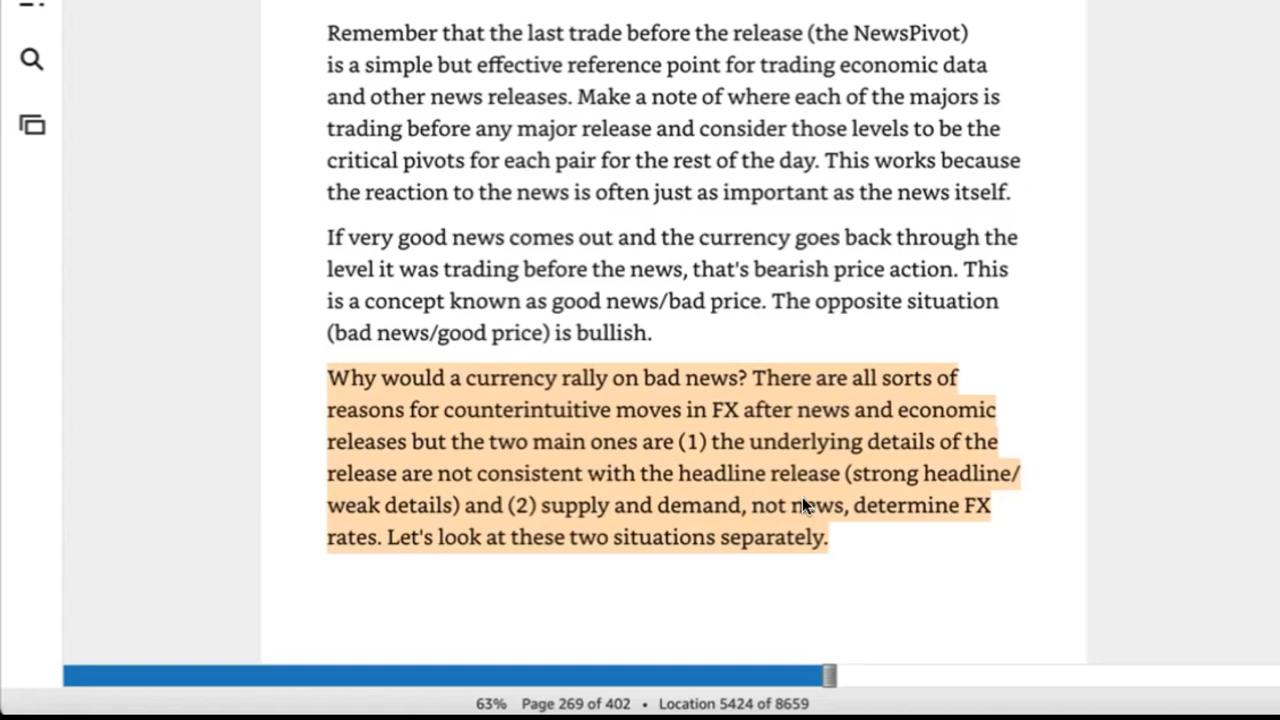 Remember that the last trade before the release (the NewsPivot)
is a simple but effective reference point for trading economic data
and other news releases. Make a note of where each of the majors is
trading before any major release and consider those levels to be the
critical pivots for each pair for the rest of the day. This works because
the reaction to the news is often just as important as the news itself.
If very good news comes out and the currency goes back through the
level it was trading before the news, that's bearish price action. This
is a concept known as good news/bad price. The opposite situation
(bad news/good price) is bullish.
Why would a currency rally on bad news? There are all sorts of
reasons for counterintuitive moves in FX after news and economic
releases but the two main ones are (1) the underlying details of the
release are not consistent with the headline release (strong headline/
weak details) and (2) supply and demand, not news, determine FX
rates. Let's look at these two situations separately.
63% Page 269 of 402 • Location 5424 of 8659